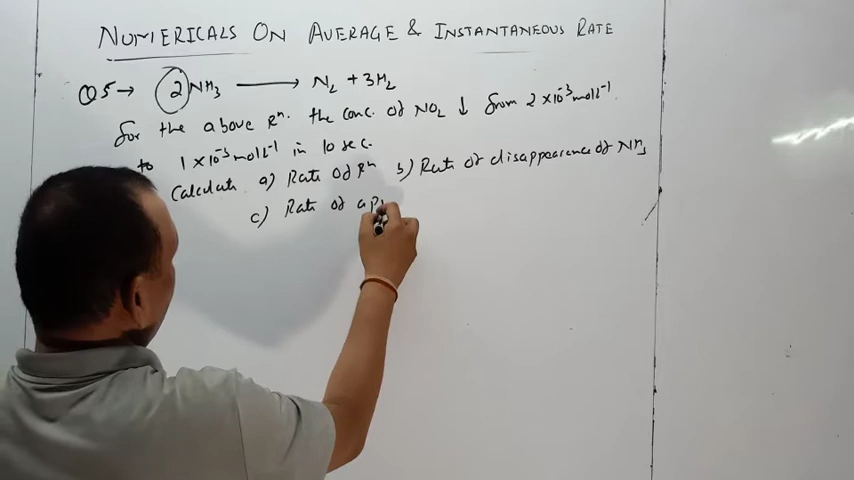 NUMERICALS ON AVERAGE & INSTANTANEOUS RATE
Q5→ 2NH3 ⟶ N2 + 3H2
for the above Rⁿ. the conc. of NO2 ↓ from 2 × 10⁻³ mol L⁻¹.
to 1 × 10⁻³ mol L⁻¹ in 10 sec.
Calculate a) Rate of Rⁿ b) Rate of disappearence of NH3
c) Rate of app